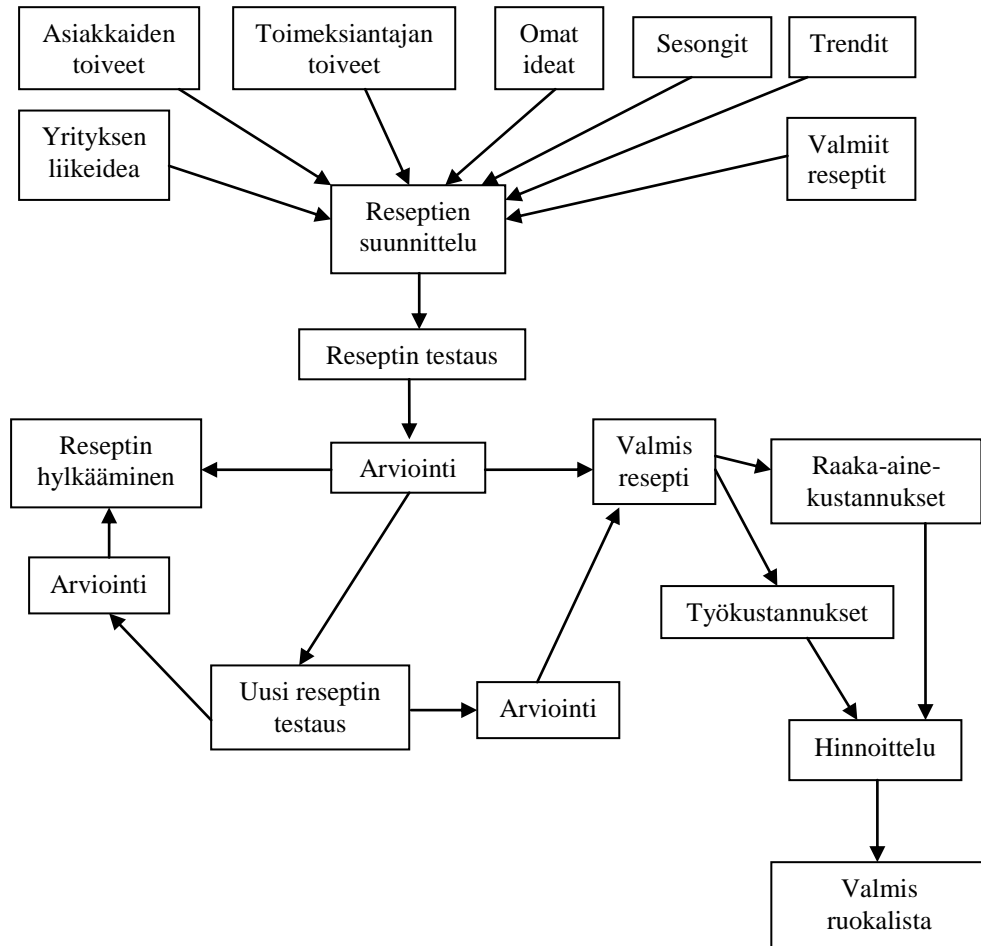 Asiakkaiden
toiveet
Toimeksiantajan
toiveet
Omat
ideat
Sesongit
Trendit
Yrityksen
liikeidea
Valmiit
reseptit
Reseptien
suunnittelu
Reseptin testaus
Reseptin
hylkääminen
Arviointi
Valmis
resepti
Raaka-aine-
kustannukset
Arviointi
Työkustannukset
Uusi reseptin
testaus
Arviointi
Hinnoittelu
Valmis
ruokalista